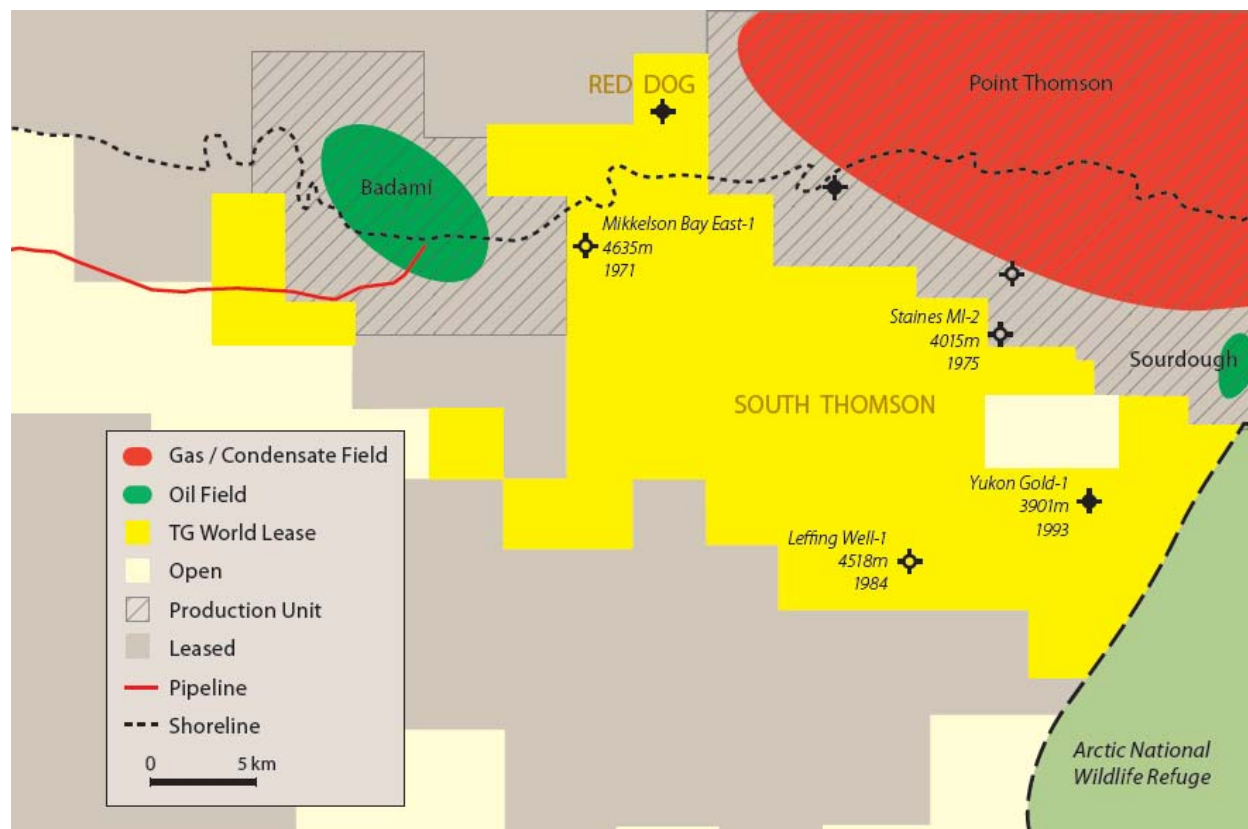 RED DOG
Point Thomson
Badami
Mikkelson Bay East-1
4635m
1971
Staines Ml-2
4015m
1975
Sourdough
SOUTH THOMSON
Yukon Gold-1
3901m
1993
Leffing Well-1
4518m
1984
Gas / Condensate Field
Oil Field
TG World Lease
Open
Production Unit
Leased
Pipeline
Shoreline
0 5 km
Arctic National
Wildlife Refuge